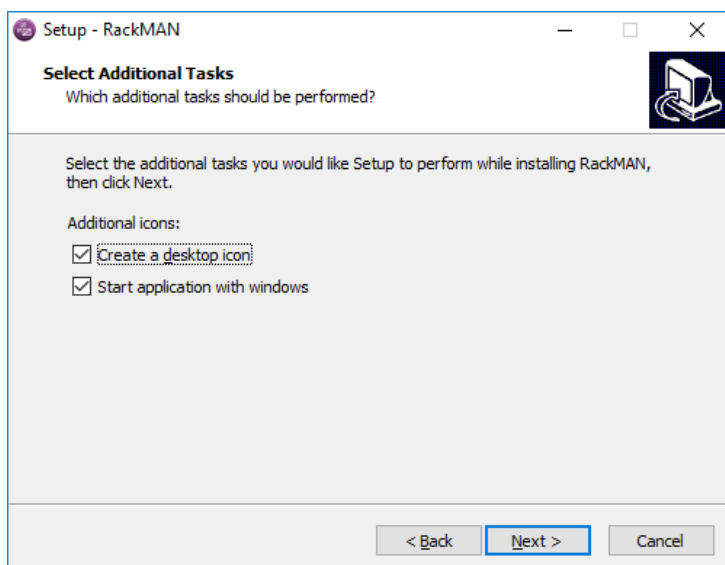 Setup - RackMAN
Select Additional Tasks
Which additional tasks should be performed?
Select the additional tasks you would like Setup to perform while installing RackMAN,
then click Next.
Additional icons:
Create a desktop icon
Start application with windows
< Back
Next >
Cancel